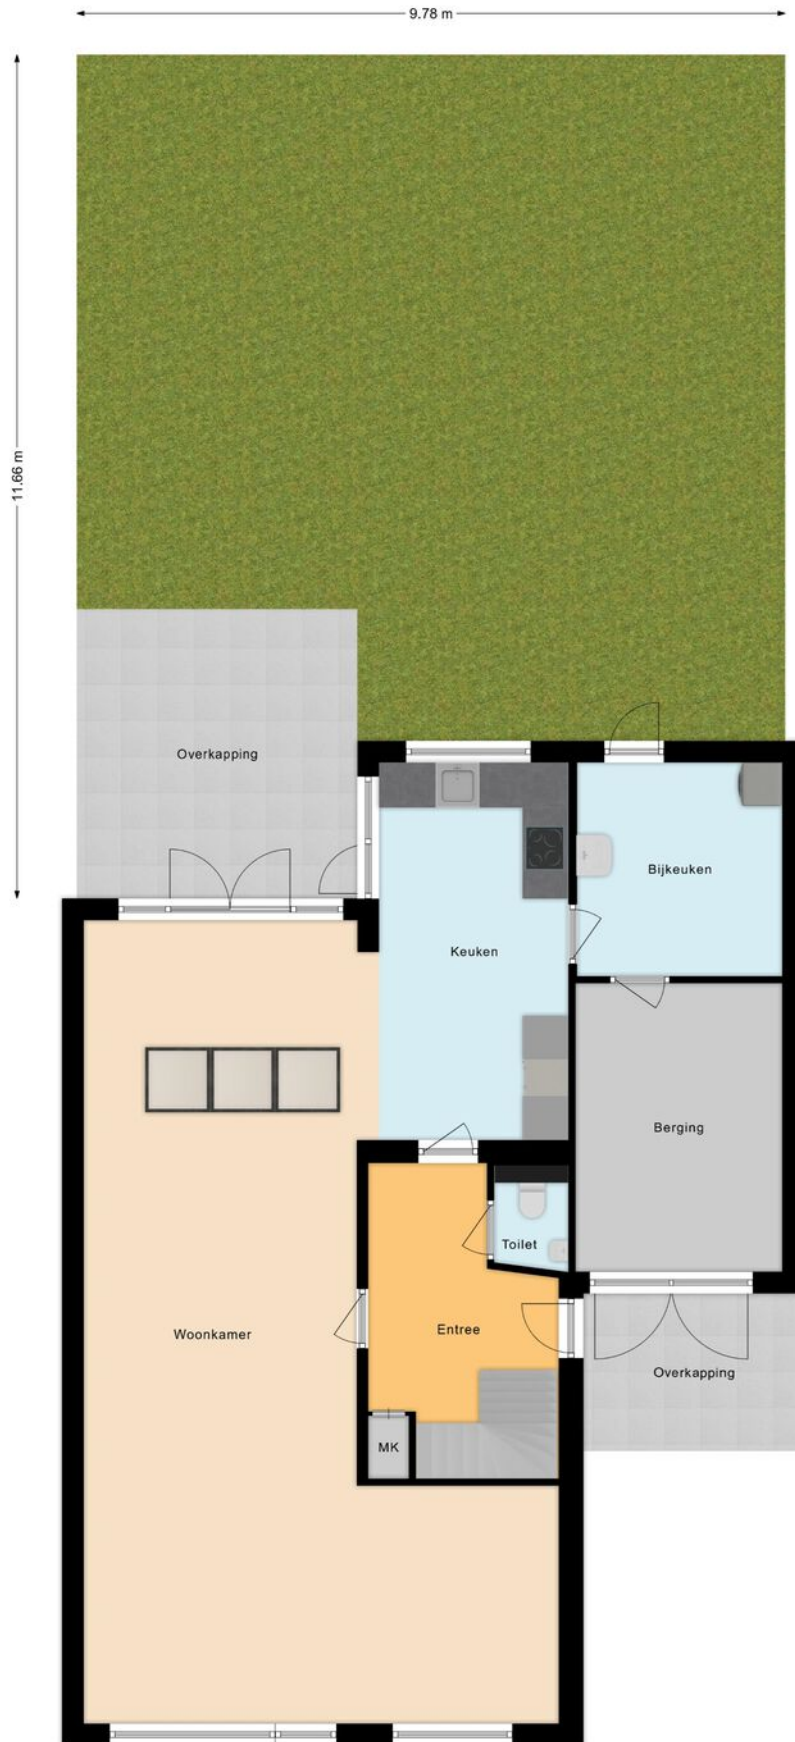 9.78 m
11.66 m
Overkapping
Bijkeuken
Keuken
Berging
Toilet
Entree
Woonkamer
Overkapping
MK